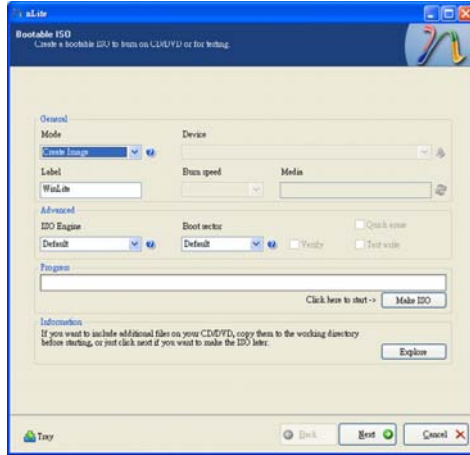 nLite
Bootable ISO
Create a bootable ISO to burn on CD/DVD or for testing.
General
Mode
Device
Create Image
Label
Burn speed
Media
WinLite
Advanced
ISO Engine
Boot sector
Quick erase
Default
Default
Verify
Test write
Progress
Click here to start ->
Make ISO
Information
If you want to include additional files on your CD/DVD, copy them to the working directory
before starting, or just click next if you want to make the ISO later.
Explore
Tray
Back
Next
Cancel